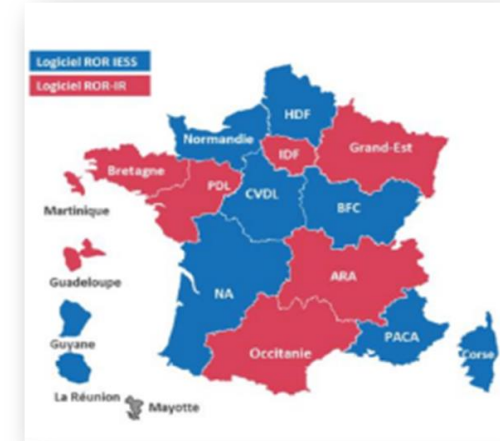 Logiciel ROR IESS
Logiciel ROR-IR
HDF
Normandie
IDF
Grand-Est
Bretagne
PDL
CVDL
BFC
Martinique
Guadeloupe
ARA
NA
Guyane
PACA
Occitanie
Corse
La Réunion
Mayotte